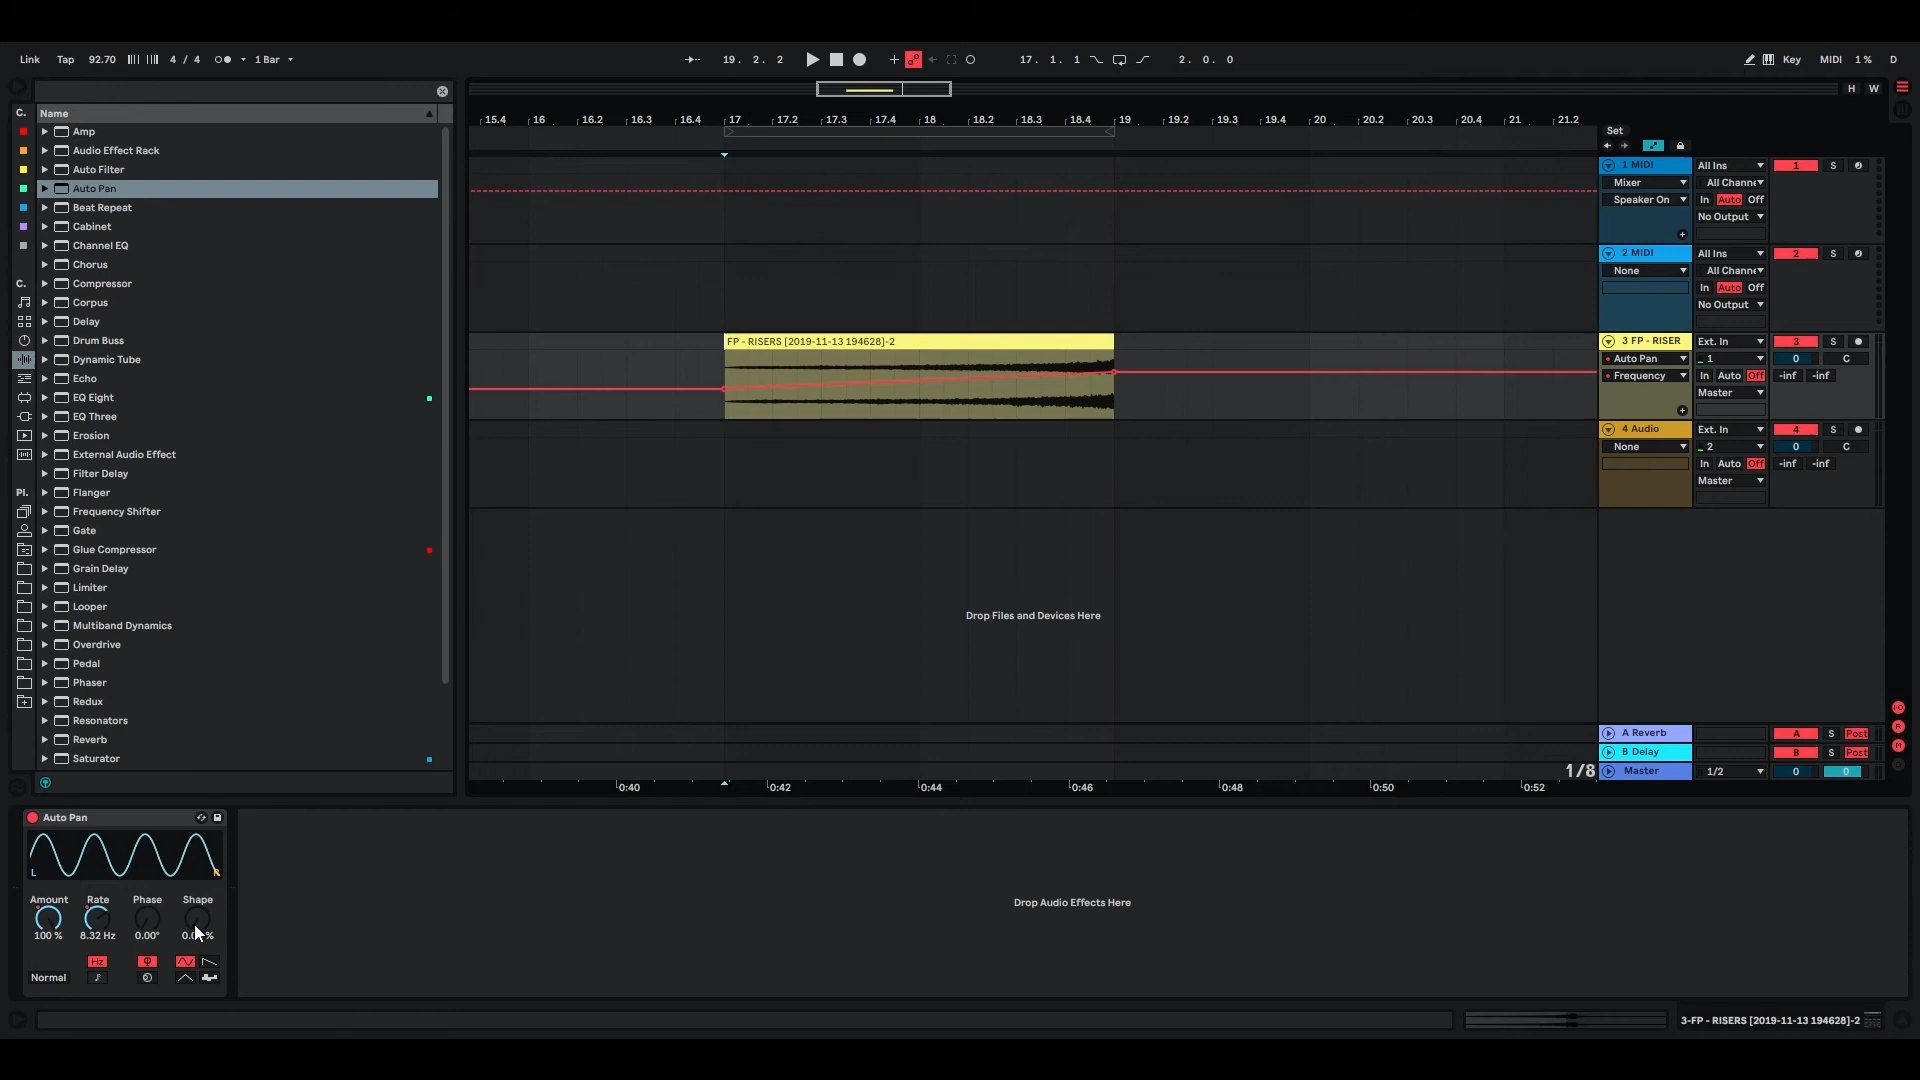 Link Tap 92.70 4 / 4 1 Bar 19. 2. 2 17. 1. 1 2. 0. 0 Key MIDI 1 % D
H W
C. Name
15.4 16 16.2 16.3 16.4 17 17.2 17.3 17.4 18 18.2 18.3 18.4 19 19.2 19.3 19.4 20 20.2 20.3 20.4 21 21.2
Set
Amp
Audio Effect Rack
Auto Filter
Auto Pan
Beat Repeat
Cabinet
Channel EQ
Chorus
C. Compressor
Corpus
Delay
Drum Buss
Dynamic Tube
Echo
EQ Eight
EQ Three
Erosion
External Audio Effect
Filter Delay
Pl. Flanger
Frequency Shifter
Gate
Glue Compressor
Grain Delay
Limiter
Looper
Multiband Dynamics
Overdrive
Pedal
Phaser
Redux
Resonators
Reverb
Saturator
1 MIDI All Ins 1 S
Mixer All Channe
Speaker On In Auto Off
No Output
2 MIDI All Ins 2 S
None All Channe
In Auto Off
No Output
FP - RISERS [2019-11-13 194628]-2
3 FP - RISER Ext. In 3 S
Auto Pan 1 0 C
Frequency In Auto Off -inf -inf
Master
4 Audio Ext. In 4 S
None 2 0 C
In Auto Off -inf -inf
Master
Drop Files and Devices Here
A Reverb A S Post
B Delay B S Post
1/8 Master 1/2 0 0
0:40 0:42 0:44 0:46 0:48 0:50 0:52
Auto Pan
L R
Amount Rate Phase Shape
100 % 8.32 Hz 0.00°
Hz
Normal
Drop Audio Effects Here
3-FP - RISERS [2019-11-13 194628]-2